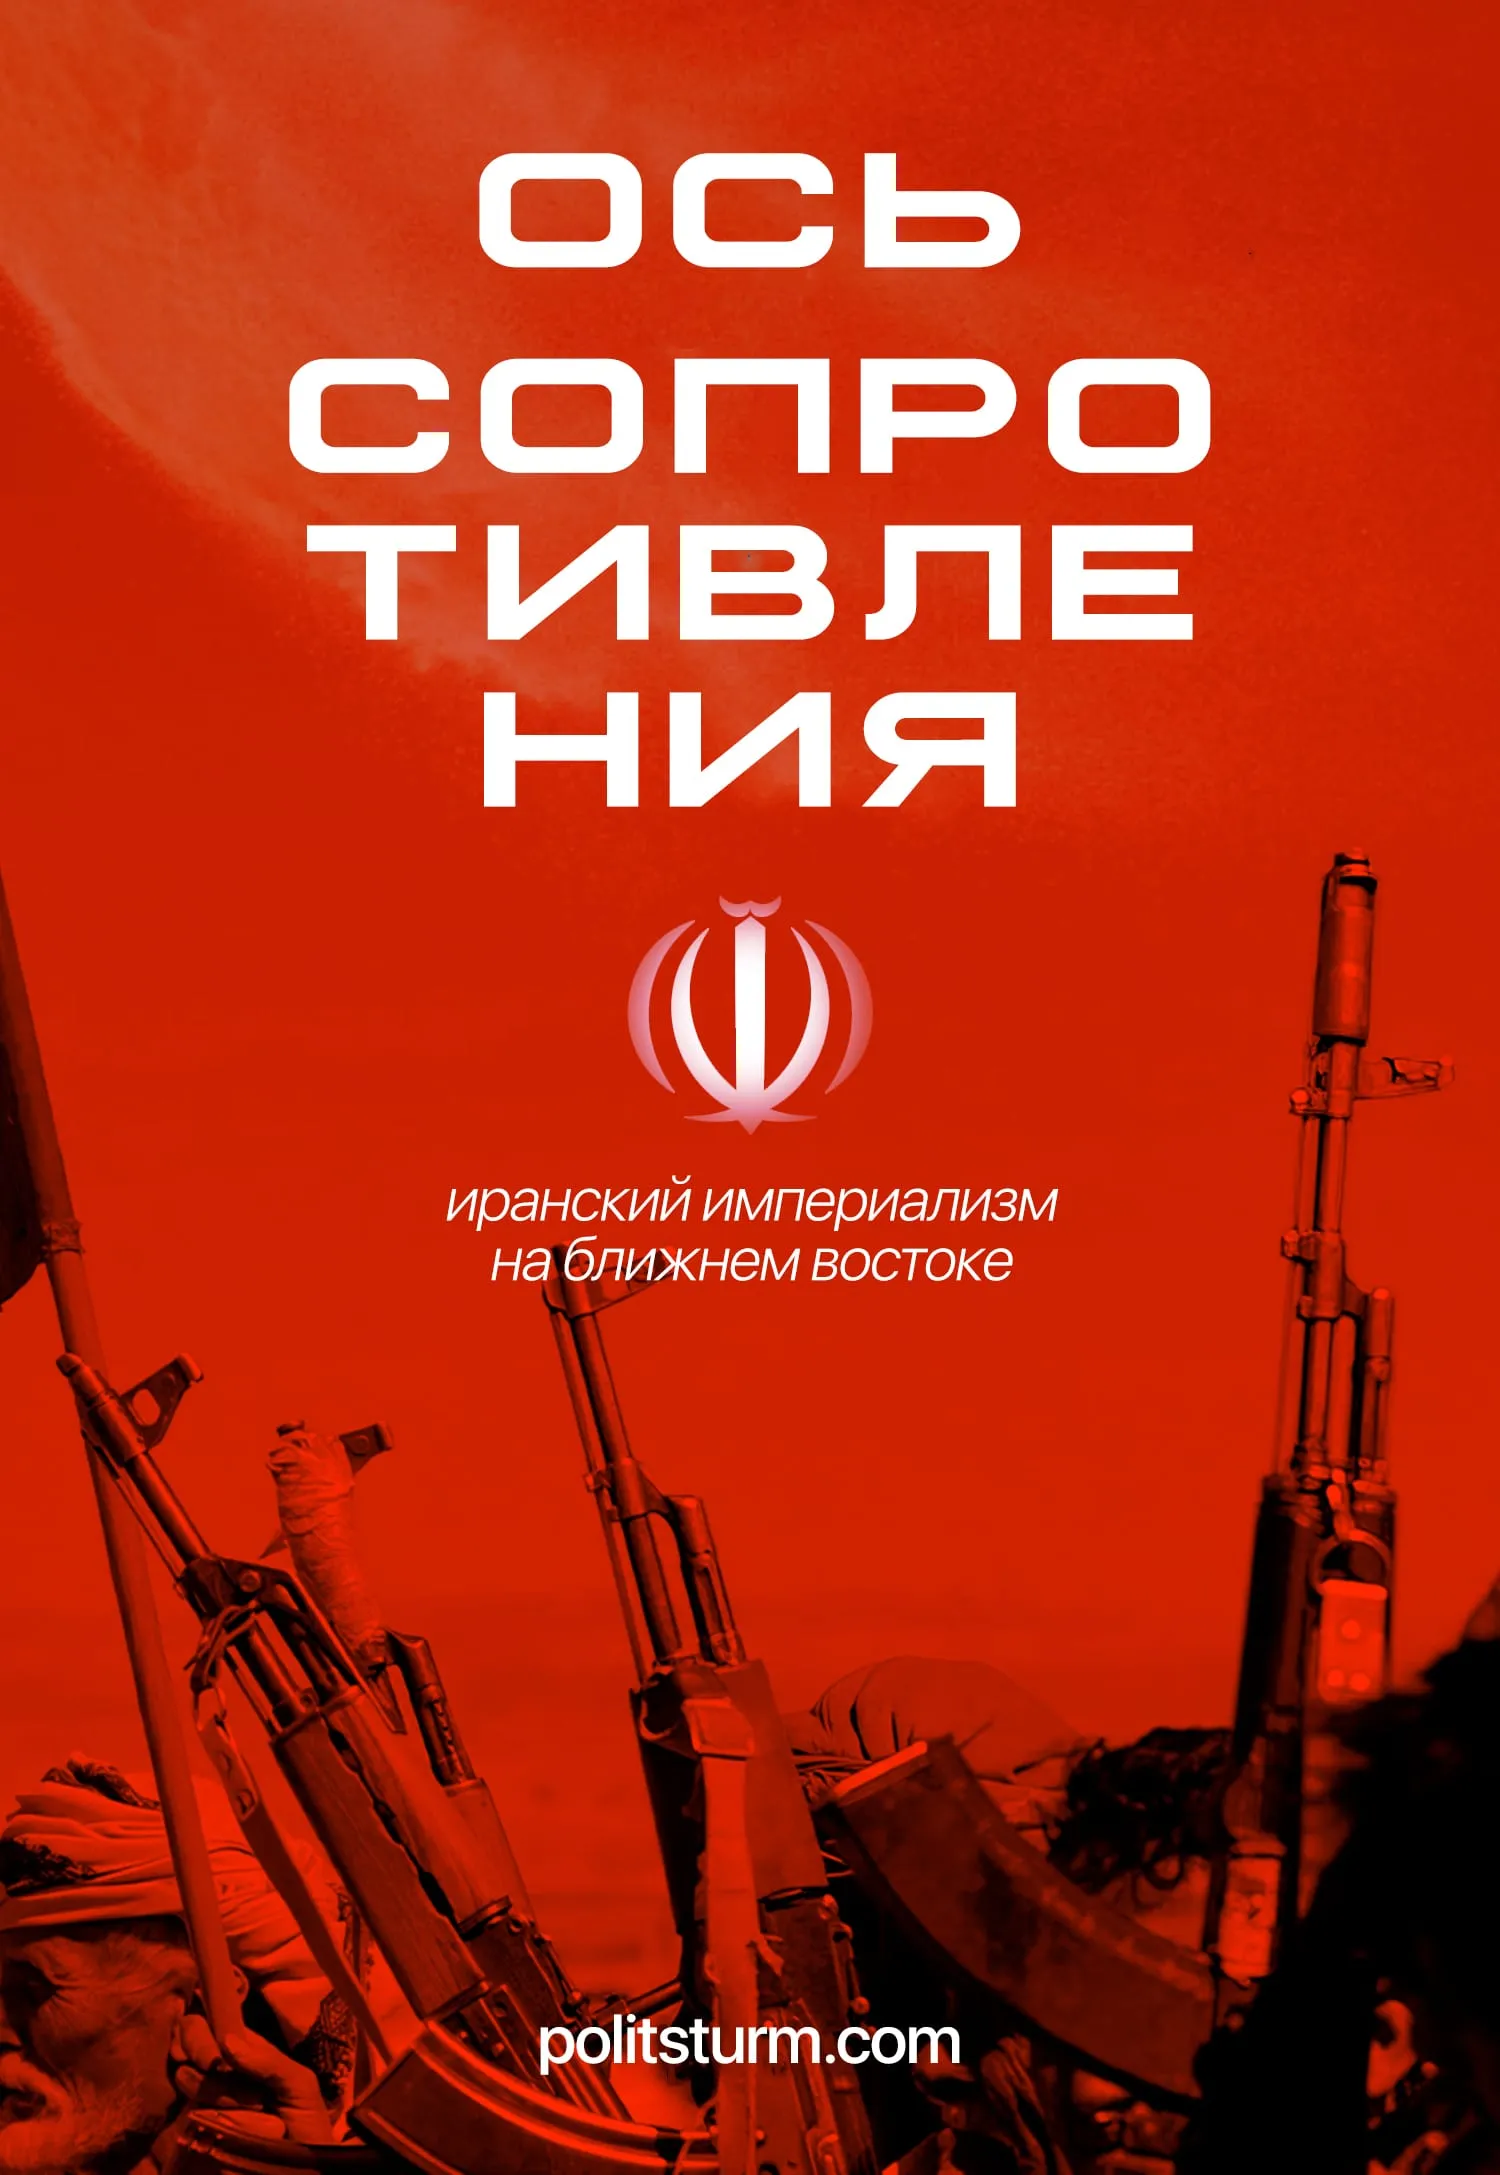 ОСЬ
СОПРО
ТИВЛЕ
НИЯ
иранский империализм
на ближнем востоке
politsturm.com